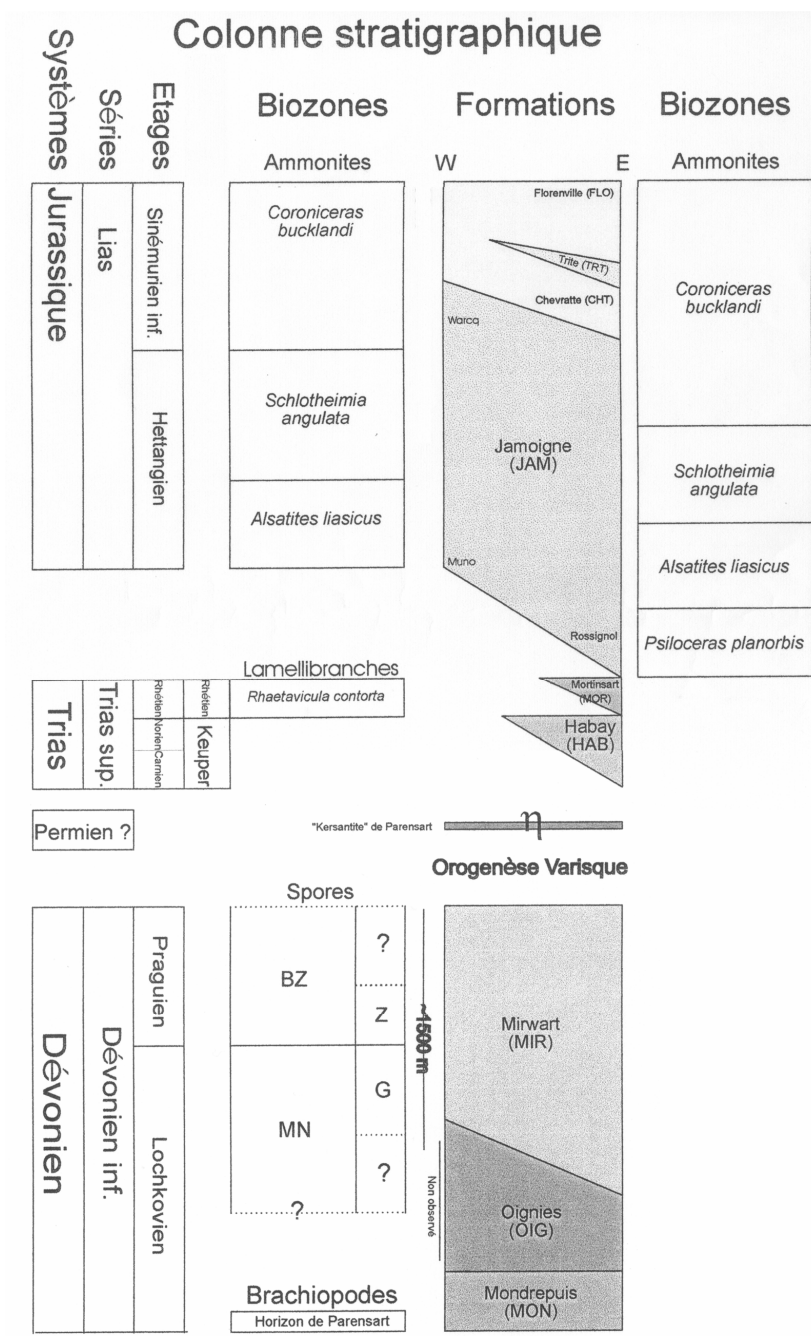 Colonne stratigraphique
Systèmes
Séries
Etages
Biozones
Formations
Biozones
Ammonites
W
E
Ammonites
Jurassique
Lias
Sinémurien inf.
Hettangien
Coroniceras
bucklandi
Schlotheimia
angulata
Alsatites liasicus
Florenville (FLO)
Trite (TRT)
Chevratte (CHT)
Warcq
Jamoigne
(JAM)
Muno
Rossignol
Coroniceras
bucklandi
Schlotheimia
angulata
Alsatites liasicus
Psiloceras planorbis
Lamellibranches
Trias
Trias sup.
Rhétien
Norien
Carnien
Rhétien
Keuper
Rhaetavicula contorta
Mortinsart
(MOR)
Habay
(HAB)
Permien ?
"Kersantite" de Parensart
η
Orogenèse Varisque
Spores
Dévonien
Dévonien inf.
Praguien
Lochkovien
BZ
?
Z
MN
G
?
?
~1500 m
Non observé
Mirwart
(MIR)
Oignies
(OIG)
Mondrepuis
(MON)
Brachiopodes
Horizon de Parensart